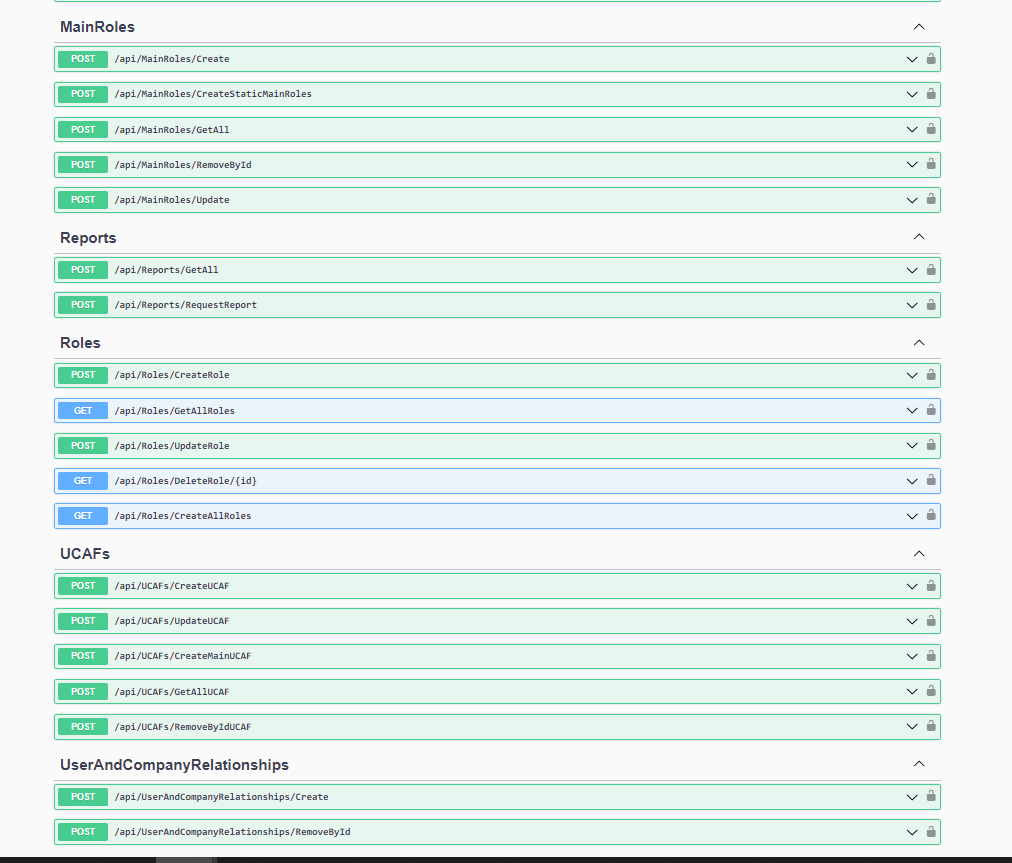 MainRoles
POST /api/MainRoles/Create
POST /api/MainRoles/CreateStaticMainRoles
POST /api/MainRoles/GetAll
POST /api/MainRoles/RemoveById
POST /api/MainRoles/Update
Reports
POST /api/Reports/GetAll
POST /api/Reports/RequestReport
Roles
POST /api/Roles/CreateRole
GET /api/Roles/GetAllRoles
POST /api/Roles/UpdateRole
GET /api/Roles/DeleteRole/{id}
GET /api/Roles/CreateAllRoles
UCAFs
POST /api/UCAFs/CreateUCAF
POST /api/UCAFs/UpdateUCAF
POST /api/UCAFs/CreateMainUCAF
POST /api/UCAFs/GetAllUCAF
POST /api/UCAFs/RemoveByIdUCAF
UserAndCompanyRelationships
POST /api/UserAndCompanyRelationships/Create
POST /api/UserAndCompanyRelationships/RemoveById